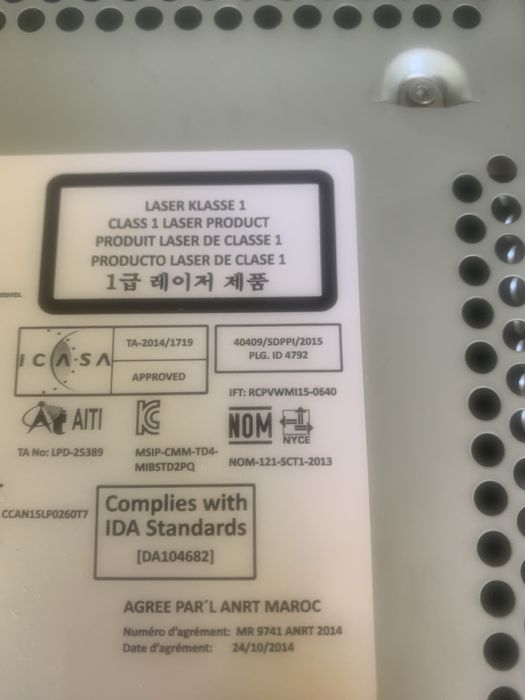 LASER KLASSE 1
CLASS 1 LASER PRODUCT
PRODUIT LASER DE CLASSE 1
PRODUCTO LASER DE CLASE 1
1급 레이저 제품
ICASA
TA-2014/1719
APPROVED
40409/SDPPI/2015
PLG. ID 4792
IFT: RCPVWMI15-0640
AITI
TA No: LPD-25389
MSIP-CMM-TD4-
MIBSTD2PQ
NOM
NYCE
NOM-121-SCT1-2013
CCAN15LP0260T7
Complies with
IDA Standards
[DA104682]
AGREE PAR´L ANRT MAROC
Numéro d'agrément: MR 9741 ANRT 2014
Date d'agrément: 24/10/2014